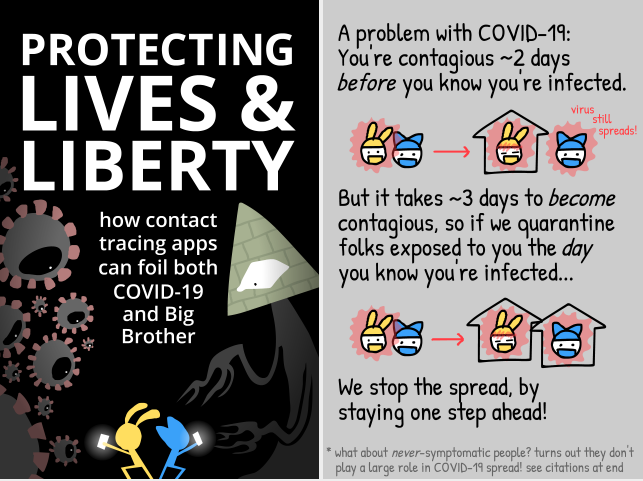 PROTECTING
LIVES &
LIBERTY
how contact
tracing apps
can foil both
COVID-19
and Big
Brother
A problem with COVID-19:
You're contagious ~2 days
before you know you're infected.
virus
still
spreads!
But it takes ~3 days to become
contagious, so if we quarantine
folks exposed to you the day
you know you're infected...
We stop the spread, by
staying one step ahead!
* what about never-symptomatic people? turns out they don't
play a large role in COVID-19 spread! see citations at end